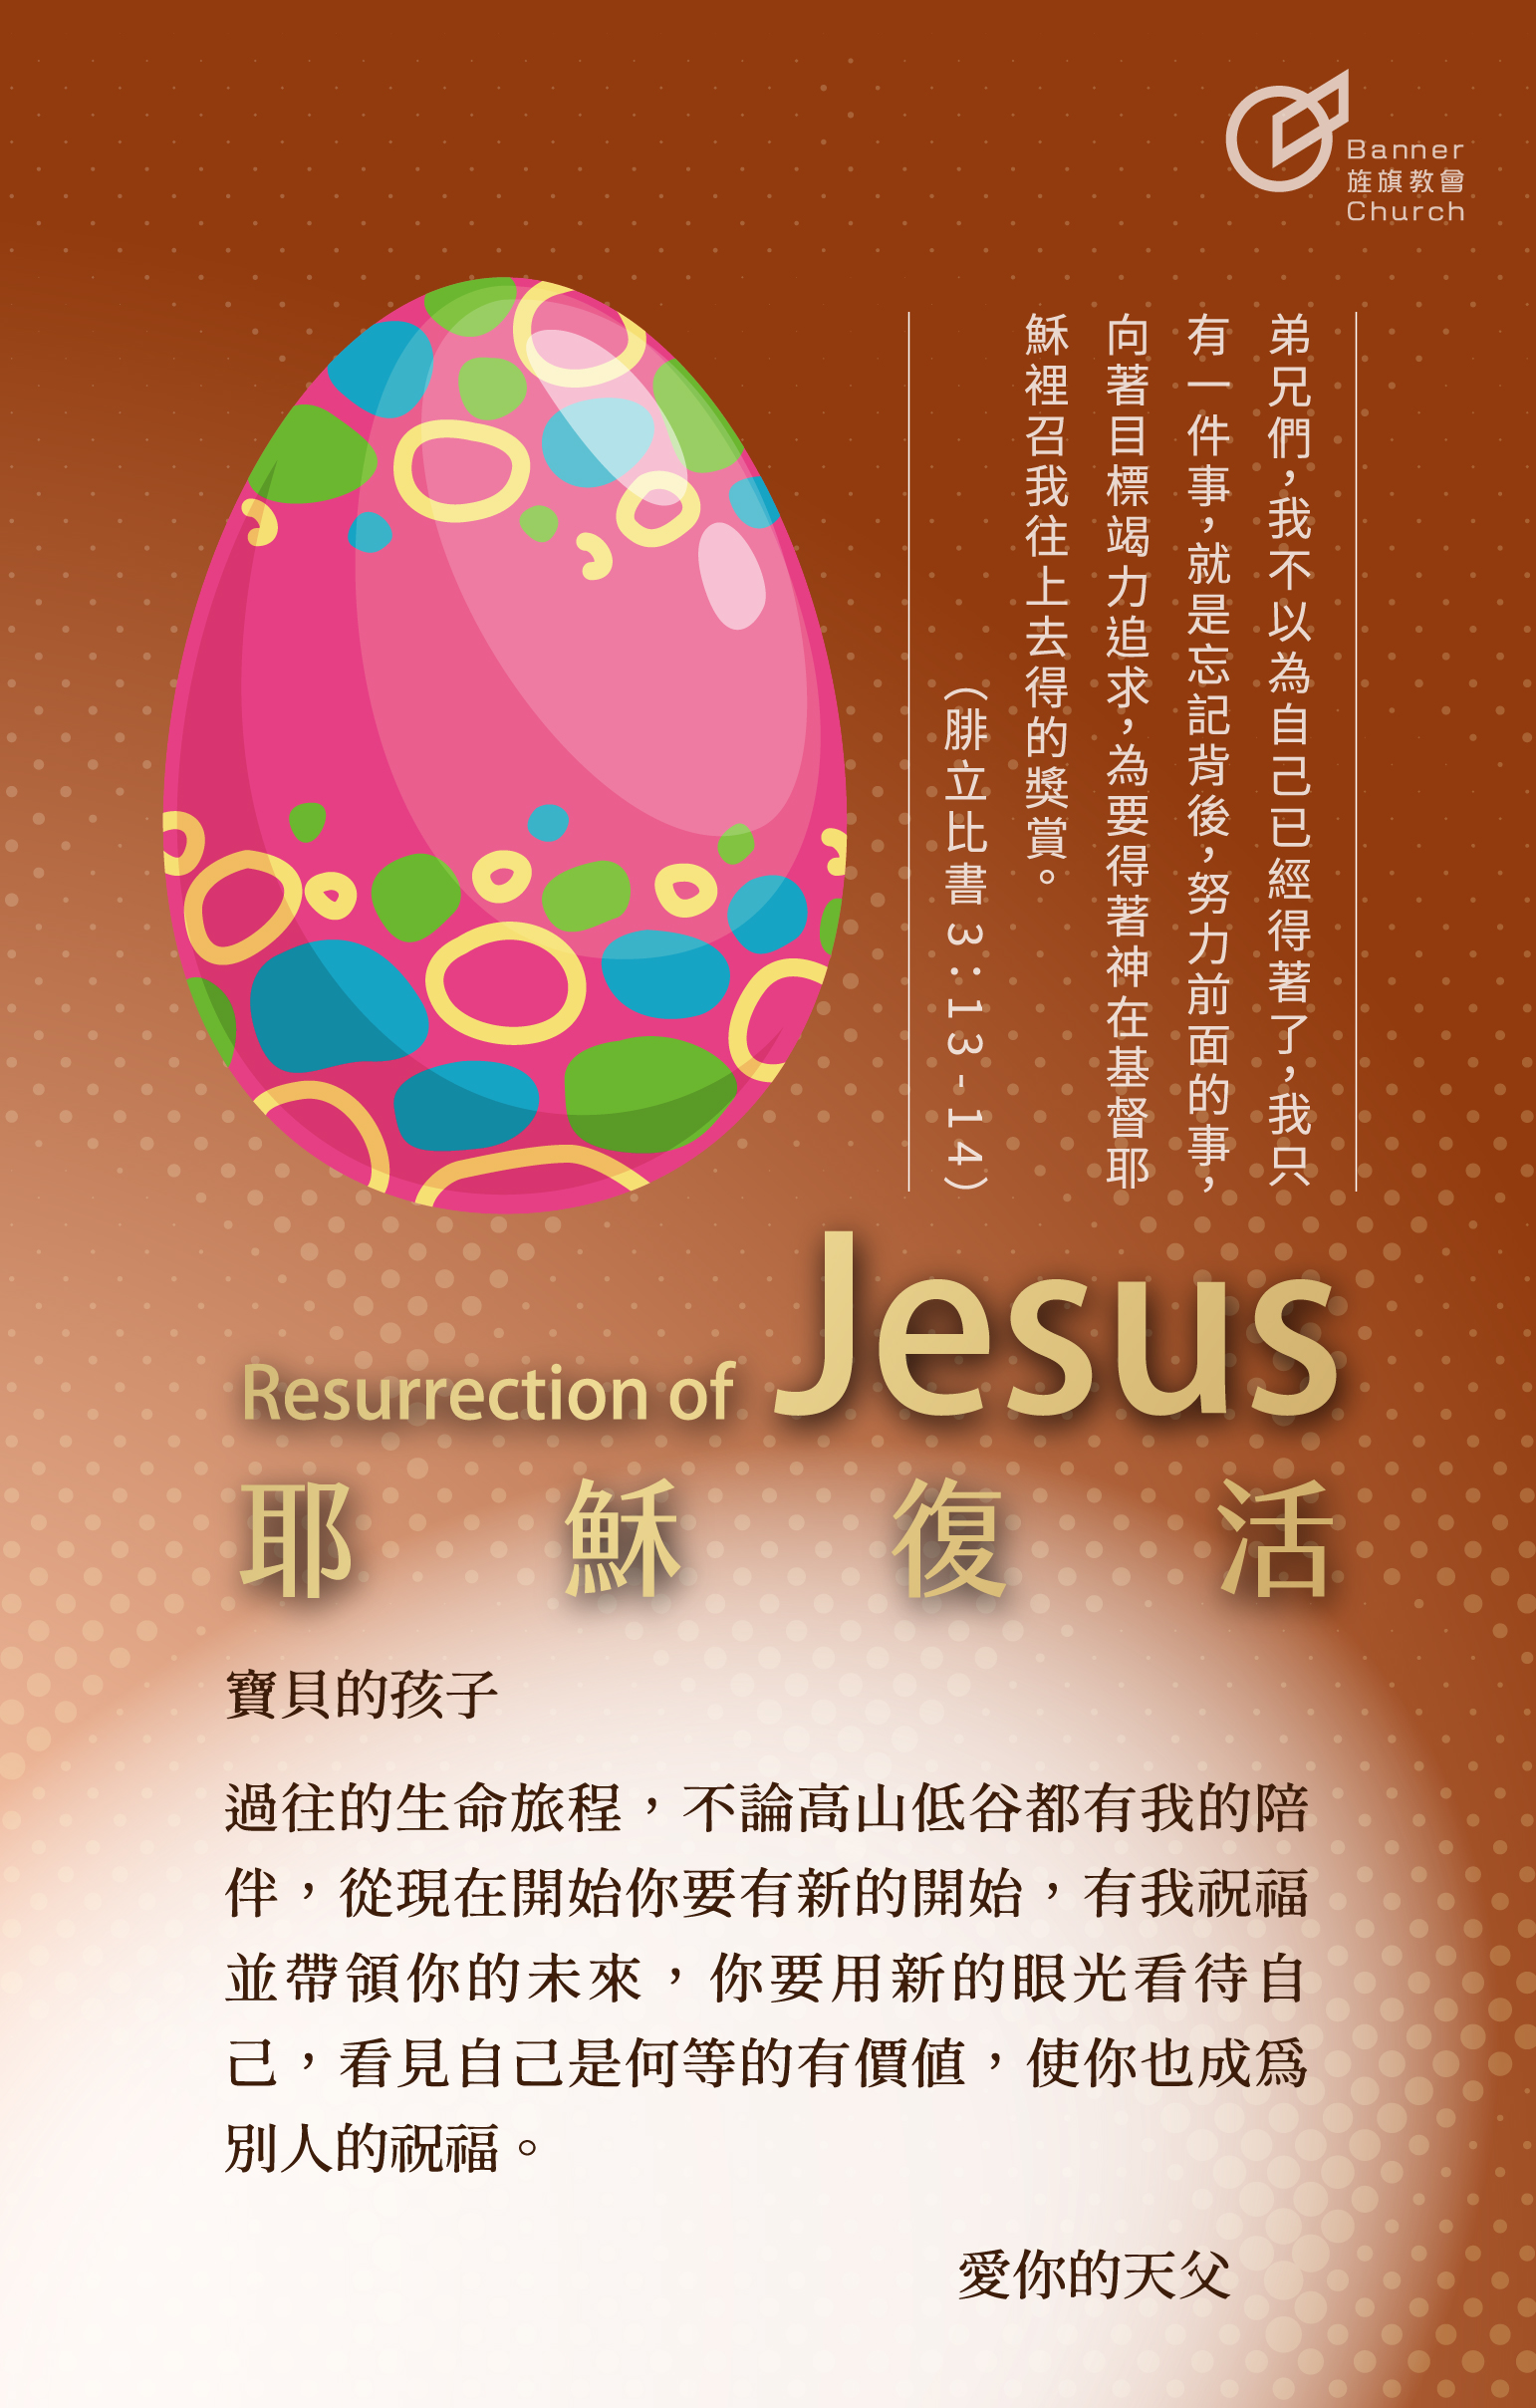 Banner
旌旗教會
Church
弟兄們，我不以為自己已經得著了，我只
有一件事，就是忘記背後，努力前面的事，
向著目標竭力追求，為要得著神在基督耶
穌裡召我往上去得的獎賞。
（腓立比書3：13-14）
Resurrection of Jesus
耶穌復活
寶貝的孩子
過往的生命旅程，不論高山低谷都有我的陪
伴，從現在開始你要有新的開始，有我祝福
並帶領你的未來，你要用新的眼光看待自
己，看見自己是何等的有價值，使你也成爲
別人的祝福。
愛你的天父